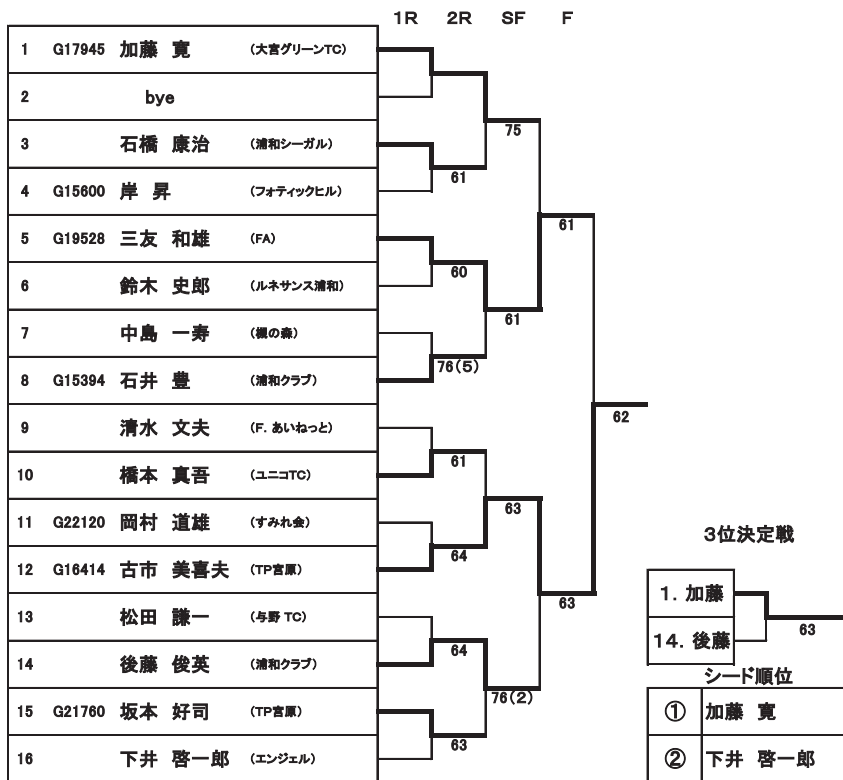 1R 2R SF F
1 G17945 加藤 寛 (大宮グリーンTC)
2 bye
75
3 石橋 康治 (浦和シーガル)
61
4 G15600 岸 昇 (フォティックヒル)
61
5 G19528 三友 和雄 (FA)
60
6 鈴木 史郎 (ルネサンス浦和)
61
7 中島 一寿 (槻の森)
76(5)
8 G15394 石井 豊 (浦和クラブ)
62
9 清水 文夫 (F. あいねっと)
61
10 橋本 真吾 (ユニコTC)
63
11 G22120 岡村 道雄 (すみれ会)
64
3位決定戦
12 G16414 古市 美喜夫 (TP宮原)
63
1. 加藤
13 松田 謙一 (与野 TC)
63
64
14. 後藤
14 後藤 俊英 (浦和クラブ)
76(2)
シード順位
15 G21760 坂本 好司 (TP宮原)
① 加藤 寛
63
16 下井 啓一郎 (エンジェル)
② 下井 啓一郎